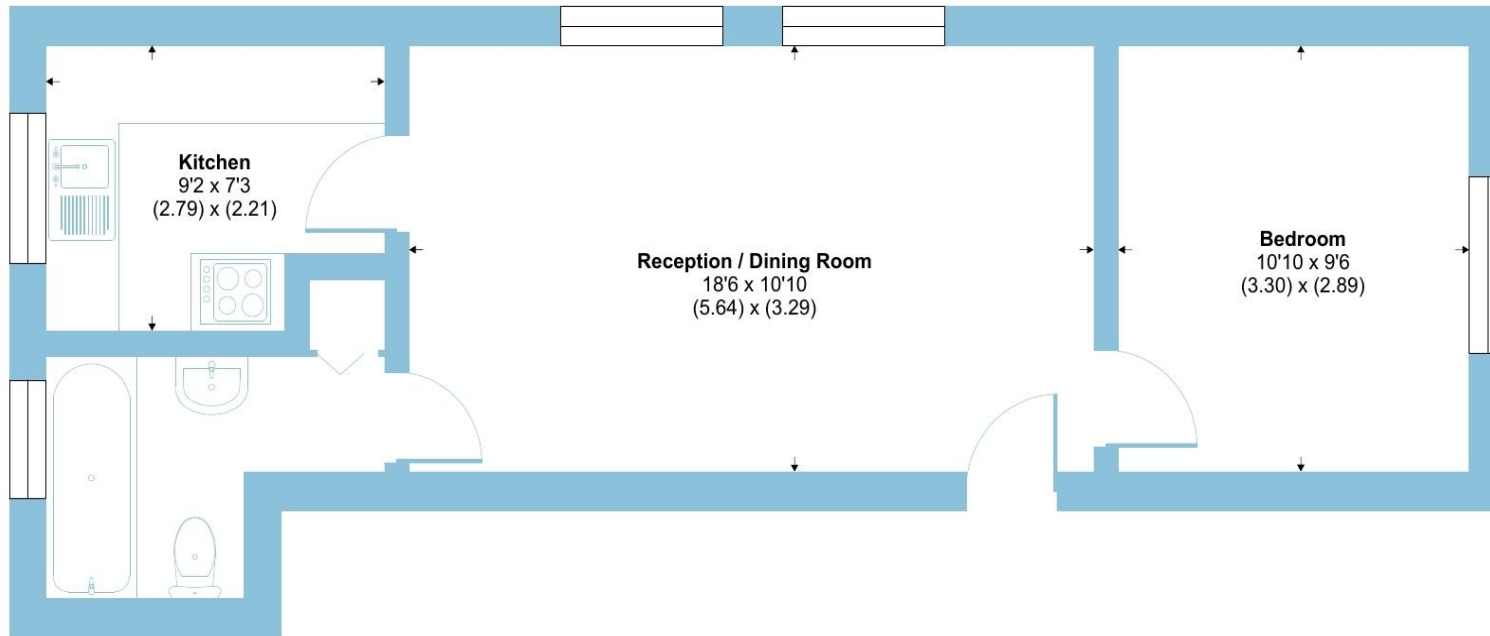 Kitchen
9'2 x 7'3
(2.79) x (2.21)
Reception / Dining Room
18'6 x 10'10
(5.64) x (3.29)
Bedroom
10'10 x 9'6
(3.30) x (2.89)